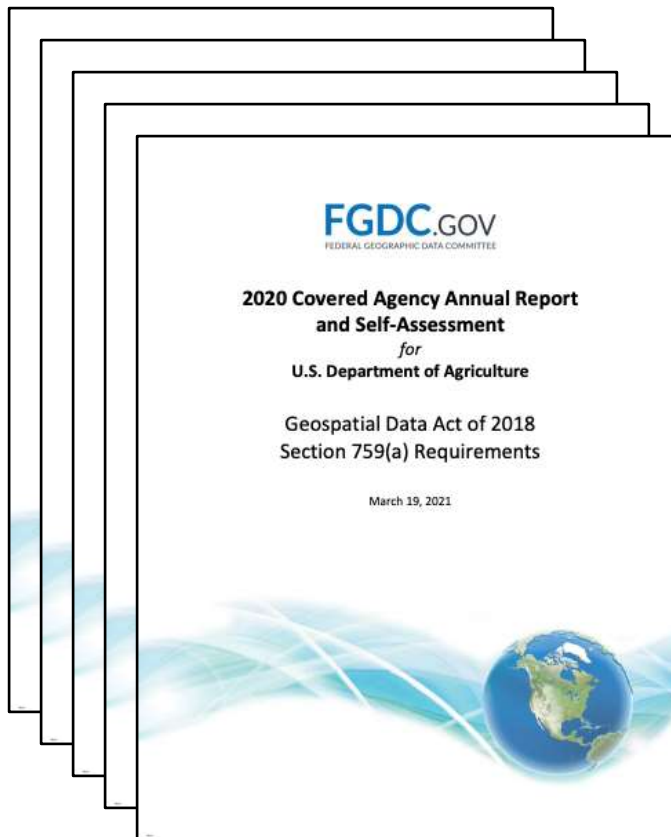 FGDC.GOV
FEDERAL GEOGRAPHIC DATA COMMITTEE
2020 Covered Agency Annual Report
and Self-Assessment
for
U.S. Department of Agriculture
Geospatial Data Act of 2018
Section 759(a) Requirements
March 19, 2021